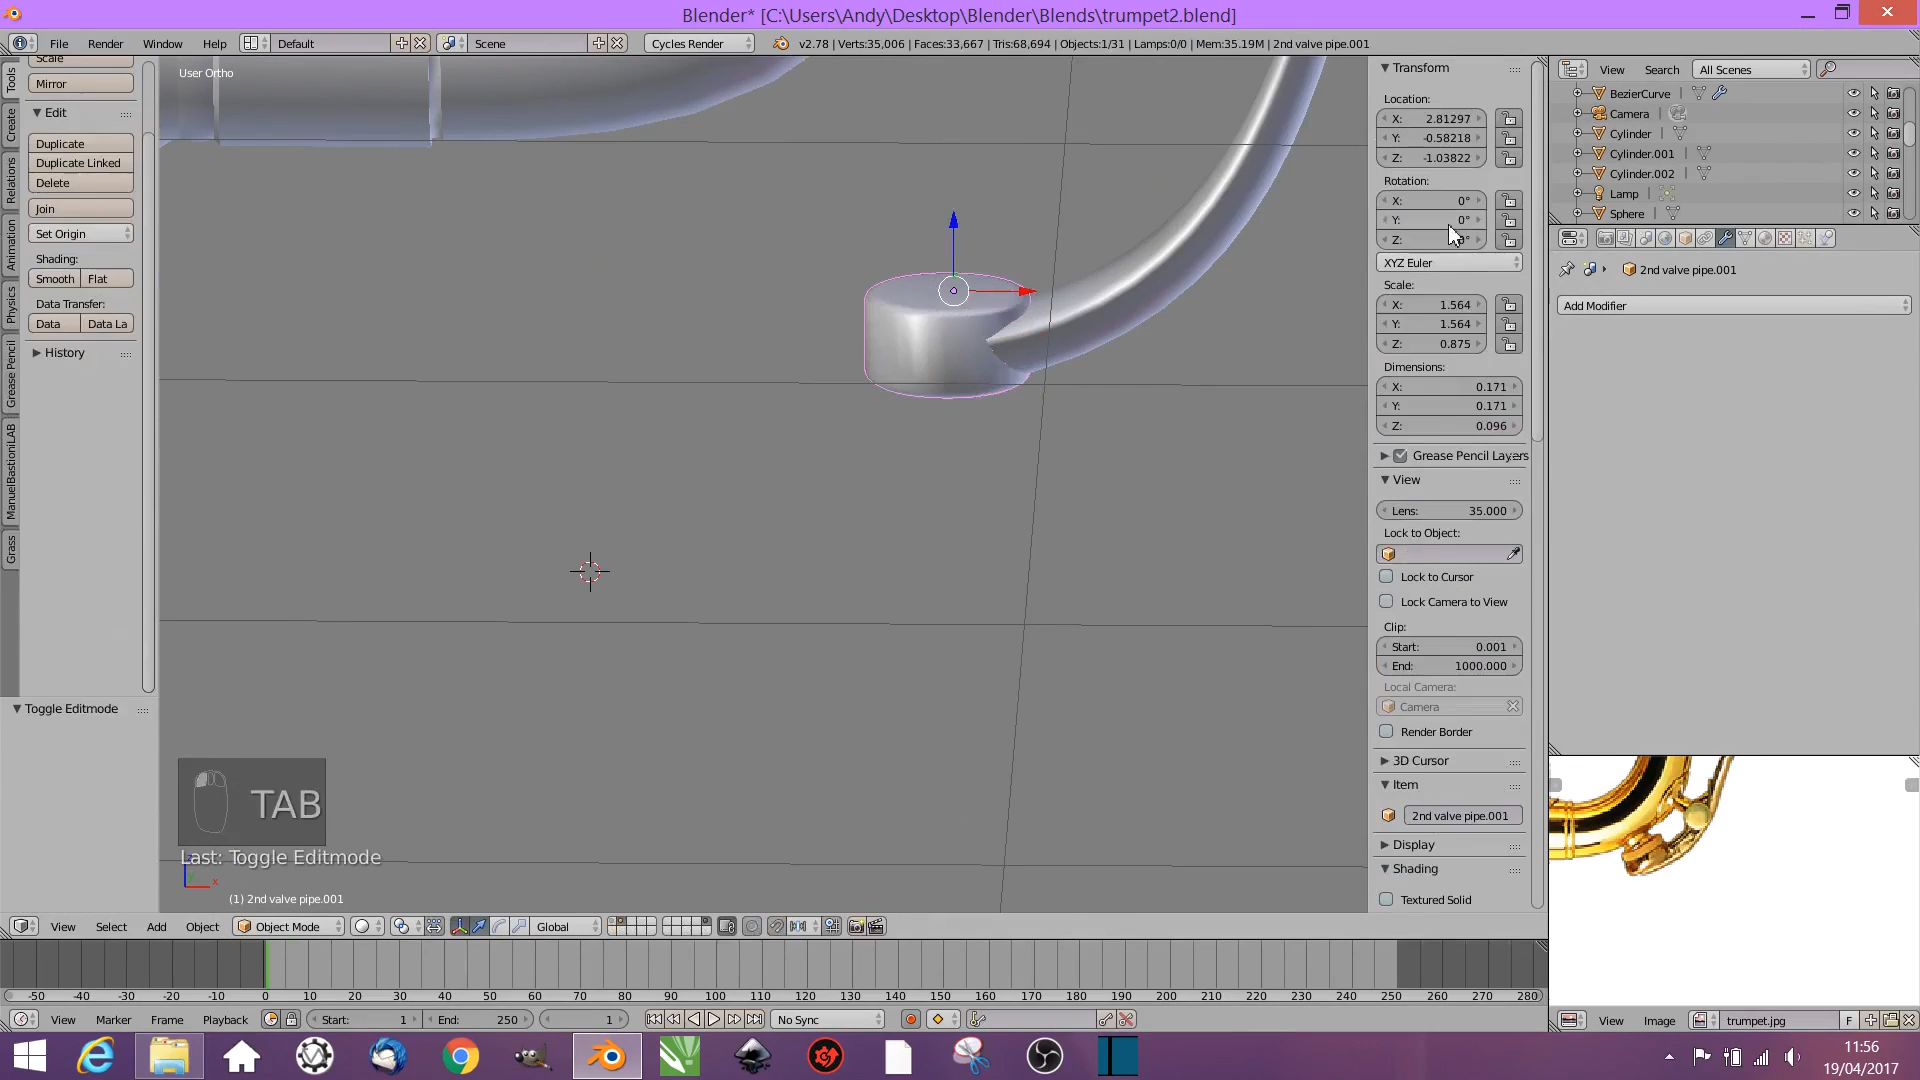 Blender* [C:\Users\Andy\Desktop\Blender\Blends\trumpet2.blend]
File Render Window Help Default Scene Cycles Render v2.78 | Verts:35,006 | Faces:33,667 | Tris:68,694 | Objects:1/31 | Lamps:0/0 | Mem:35.19M | 2nd valve pipe.001
Tools
Create
Relations
Animation
Physics
Grease Pencil
ManuelBastioniLAB
Grass
Scale
Mirror
Edit
Duplicate
Duplicate Linked
Delete
Join
Set Origin
Shading:
Smooth Flat
Data Transfer:
Data Data La
History
Toggle Editmode
User Ortho
TAB
Last: Toggle Editmode
x
(1) 2nd valve pipe.001
Transform
Location:
X: 2.81297
Y: -0.58218
Z: -1.03822
Rotation:
X: 0°
Y: 0°
Z:
XYZ Euler
Scale:
X: 1.564
Y: 1.564
Z: 0.875
Dimensions:
X: 0.171
Y: 0.171
Z: 0.096
Grease Pencil Layers
View
Lens: 35.000
Lock to Object:
Lock to Cursor
Lock Camera to View
Clip:
Start: 0.001
End: 1000.000
Local Camera:
Camera
Render Border
3D Cursor
Item
2nd valve pipe.001
Display
Shading
Textured Solid
View Search All Scenes
BezierCurve
Camera
Cylinder
Cylinder.001
Cylinder.002
Lamp
Sphere
2nd valve pipe.001
Add Modifier
View Select Add Object Object Mode Global
-50 -40 -30 -20 -10 0 10 20 30 40 50 60 70 80 90 100 110 120 130 140 150 160 170 180 190 200 210 220 230 240 250 260 270 280
View Marker Frame Playback Start: 1 End: 250 1 No Sync
View Image trumpet.jpg F
11:56
19/04/2017